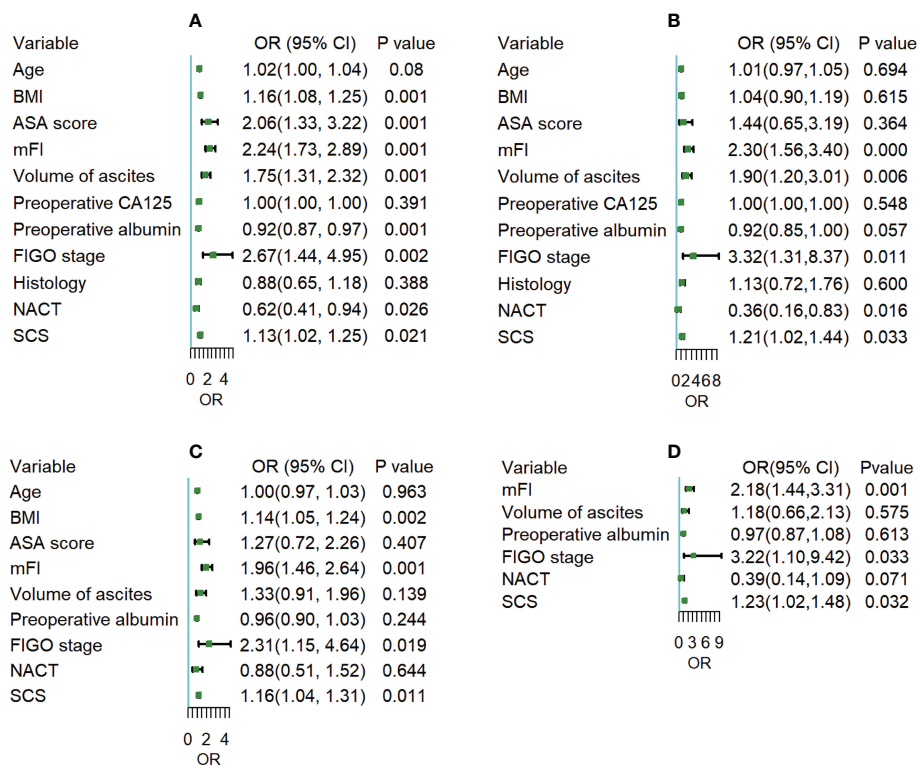 A
Variable OR (95% CI) P value
Age 1.02(1.00, 1.04) 0.08
BMI 1.16(1.08, 1.25) 0.001
ASA score 2.06(1.33, 3.22) 0.001
mFI 2.24(1.73, 2.89) 0.001
Volume of ascites 1.75(1.31, 2.32) 0.001
Preoperative CA125 1.00(1.00, 1.00) 0.391
Preoperative albumin 0.92(0.87, 0.97) 0.001
FIGO stage 2.67(1.44, 4.95) 0.002
Histology 0.88(0.65, 1.18) 0.388
NACT 0.62(0.41, 0.94) 0.026
SCS 1.13(1.02, 1.25) 0.021
0 2 4
OR
B
Variable OR (95% CI) P value
Age 1.01(0.97,1.05) 0.694
BMI 1.04(0.90,1.19) 0.615
ASA score 1.44(0.65,3.19) 0.364
mFI 2.30(1.56,3.40) 0.000
Volume of ascites 1.90(1.20,3.01) 0.006
Preoperative CA125 1.00(1.00,1.00) 0.548
Preoperative albumin 0.92(0.85,1.00) 0.057
FIGO stage 3.32(1.31,8.37) 0.011
Histology 1.13(0.72,1.76) 0.600
NACT 0.36(0.16,0.83) 0.016
SCS 1.21(1.02,1.44) 0.033
02468
OR
C
Variable OR (95% CI) P value
Age 1.00(0.97, 1.03) 0.963
BMI 1.14(1.05, 1.24) 0.002
ASA score 1.27(0.72, 2.26) 0.407
mFI 1.96(1.46, 2.64) 0.001
Volume of ascites 1.33(0.91, 1.96) 0.139
Preoperative albumin 0.96(0.90, 1.03) 0.244
FIGO stage 2.31(1.15, 4.64) 0.019
NACT 0.88(0.51, 1.52) 0.644
SCS 1.16(1.04, 1.31) 0.011
0 2 4
OR
D
Variable OR(95% CI) Pvalue
mFI 2.18(1.44,3.31) 0.001
Volume of ascites 1.18(0.66,2.13) 0.575
Preoperative albumin 0.97(0.87,1.08) 0.613
FIGO stage 3.22(1.10,9.42) 0.033
NACT 0.39(0.14,1.09) 0.071
SCS 1.23(1.02,1.48) 0.032
0 3 6 9
OR